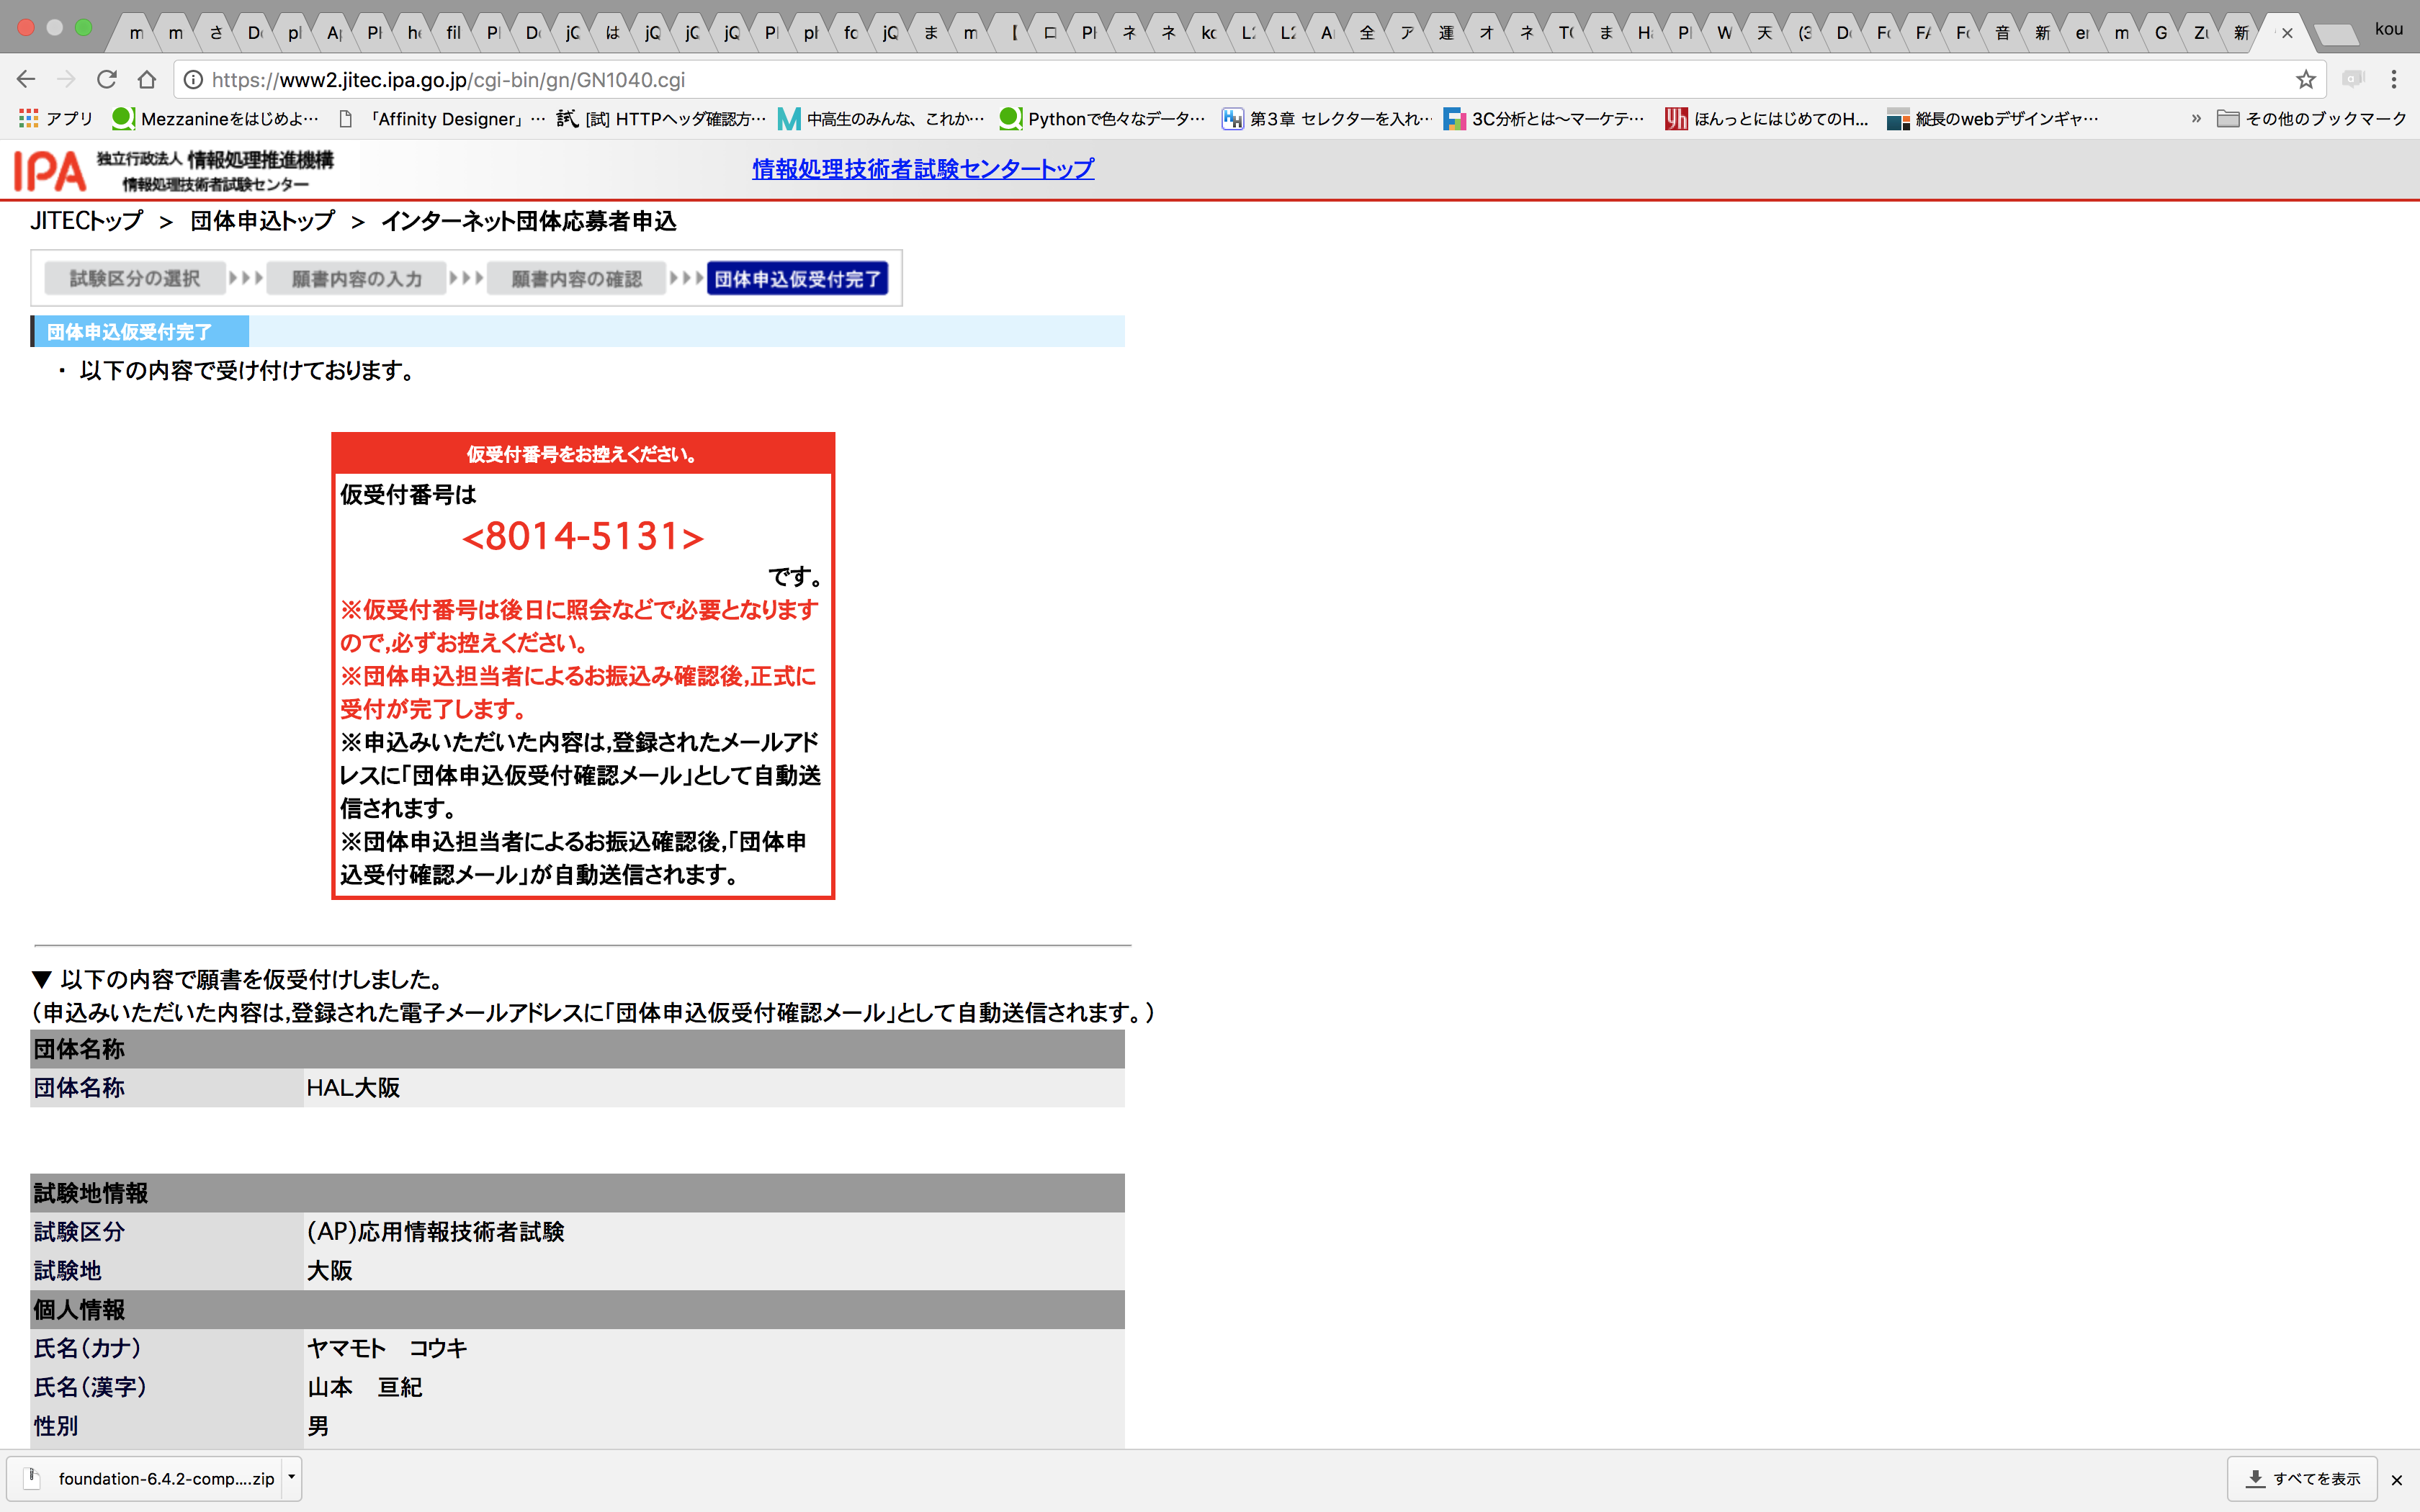 m m さ D pl A P h fil P D jQ は jQ jQ jQ P pl fo jQ ま m 【 ロ P ネ ネ k L L A 全 ア 運 オ ネ T ま H P W 天 (3 D F F F 音 新 e m G Z 新
kou
https://www2.jitec.ipa.go.jp/cgi-bin/gn/GN1040.cgi
アプリ Mezzanineをはじめよ… 「Affinity Designer」… 試 [試] HTTPヘッダ確認方… 中高生のみんな、これか… Pythonで色々なデータ… 第３章 セレクターを入れ… 3C分析とは〜マーケテ… ほんっとにはじめてのH... 縦長のwebデザインギャ… » その他のブックマーク
IPA 独立行政法人 情報処理推進機構
情報処理技術者試験センター
情報処理技術者試験センタートップ
JITECトップ > 団体申込トップ > インターネット団体応募者申込
試験区分の選択 願書内容の入力 願書内容の確認 団体申込仮受付完了
団体申込仮受付完了
・ 以下の内容で受け付けております。
仮受付番号をお控えください。
仮受付番号は
<8014-5131>
です。
※仮受付番号は後日に照会などで必要となります
ので,必ずお控えください。
※団体申込担当者によるお振込み確認後,正式に
受付が完了します。
※申込みいただいた内容は,登録されたメールアド
レスに「団体申込仮受付確認メール」として自動送
信されます。
※団体申込担当者によるお振込確認後,「団体申
込受付確認メール」が自動送信されます。
▼ 以下の内容で願書を仮受付けしました。
（申込みいただいた内容は,登録された電子メールアドレスに「団体申込仮受付確認メール」として自動送信されます。）
団体名称
団体名称 HAL大阪
試験地情報
試験区分 (AP)応用情報技術者試験
試験地 大阪
個人情報
氏名（カナ） ヤマモト　コウキ
氏名（漢字） 山本　亘紀
性別 男
foundation-6.4.2-comp....zip
すべてを表示